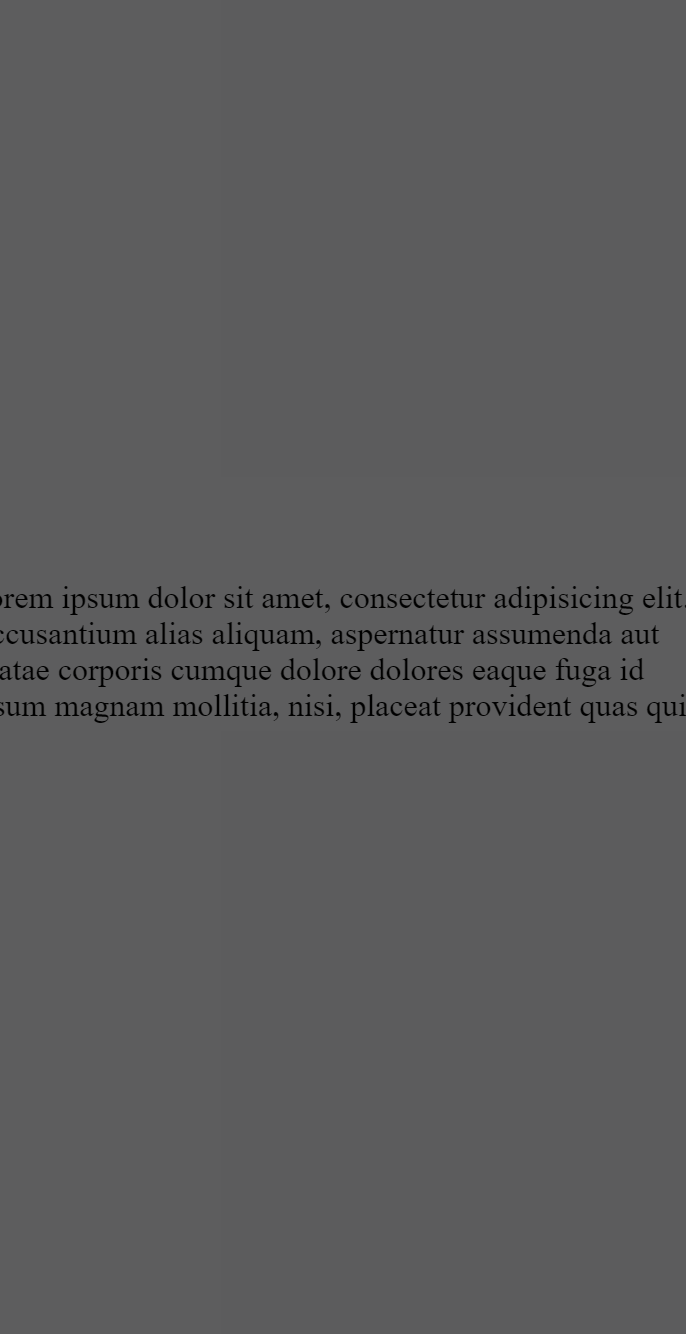 orem ipsum dolor sit amet, consectetur adipisicing elit.
ccusantium alias aliquam, aspernatur assumenda aut
atae corporis cumque dolore dolores eaque fuga id
sum magnam mollitia, nisi, placeat provident quas qui